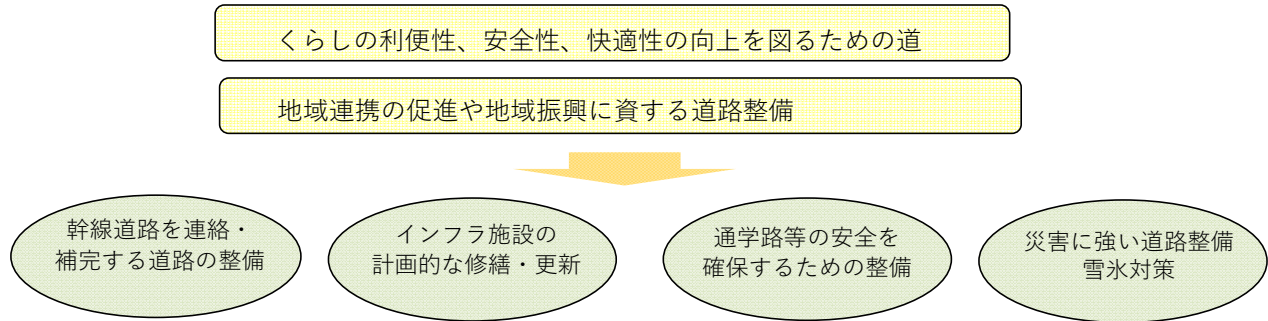 くらしの利便性、安全性、快適性の向上を図るための道
地域連携の促進や地域振興に資する道路整備
幹線道路を連絡・
補完する道路の整備
インフラ施設の
計画的な修繕・更新
通学路等の安全を
確保するための整備
災害に強い道路整備
雪氷対策